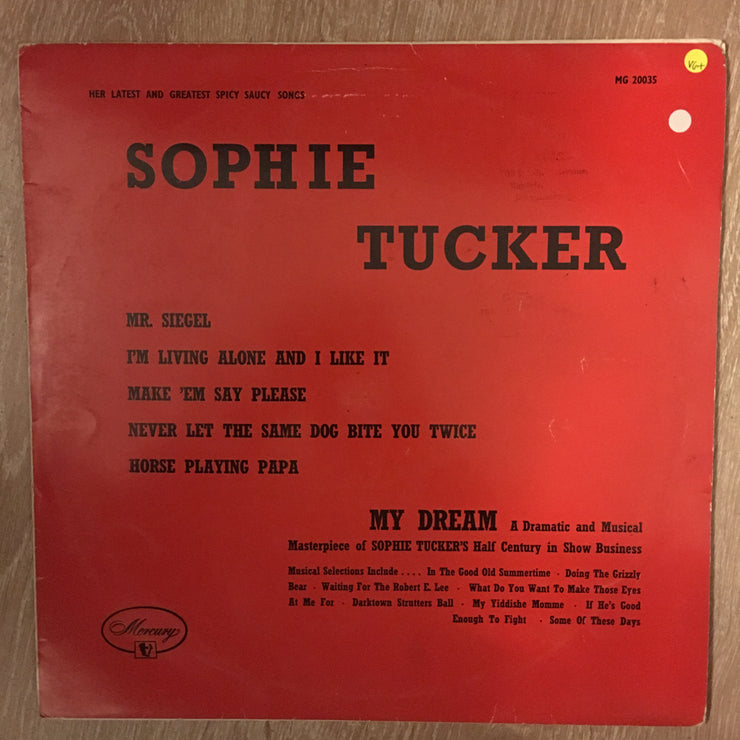 VG+
MG 20035
HER LATEST AND GREATEST SPICY SAUCY SONGS
SOPHIE
TUCKER
MR. SIEGEL
I'M LIVING ALONE AND I LIKE IT
MAKE 'EM SAY PLEASE
NEVER LET THE SAME DOG BITE YOU TWICE
HORSE PLAYING PAPA
MY DREAM A Dramatic and Musical
Masterpiece of SOPHIE TUCKER'S Half Century in Show Business
Musical Selections Include .... In The Good Old Summertime · Doing The Grizzly
Bear · Waiting For The Robert E. Lee · What Do You Want To Make Those Eyes
At Me For · Darktown Strutters Ball · My Yiddishe Momme · If He's Good
Enough To Fight · Some Of These Days
Mercury